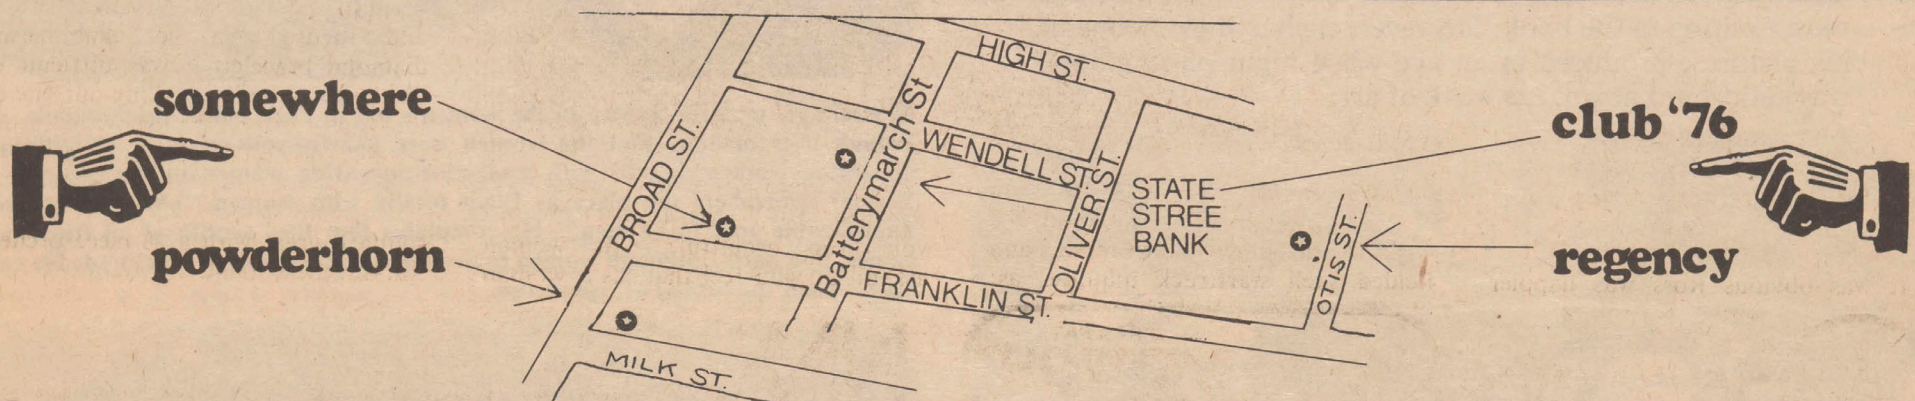 somewhere
powderhorn
BROAD ST.
Batterymarch St
HIGH ST.
WENDELL ST.
OLIVER ST.
FRANKLIN ST.
MILK ST.
STATE
STREE
BANK
OTIS ST.
club '76
regency